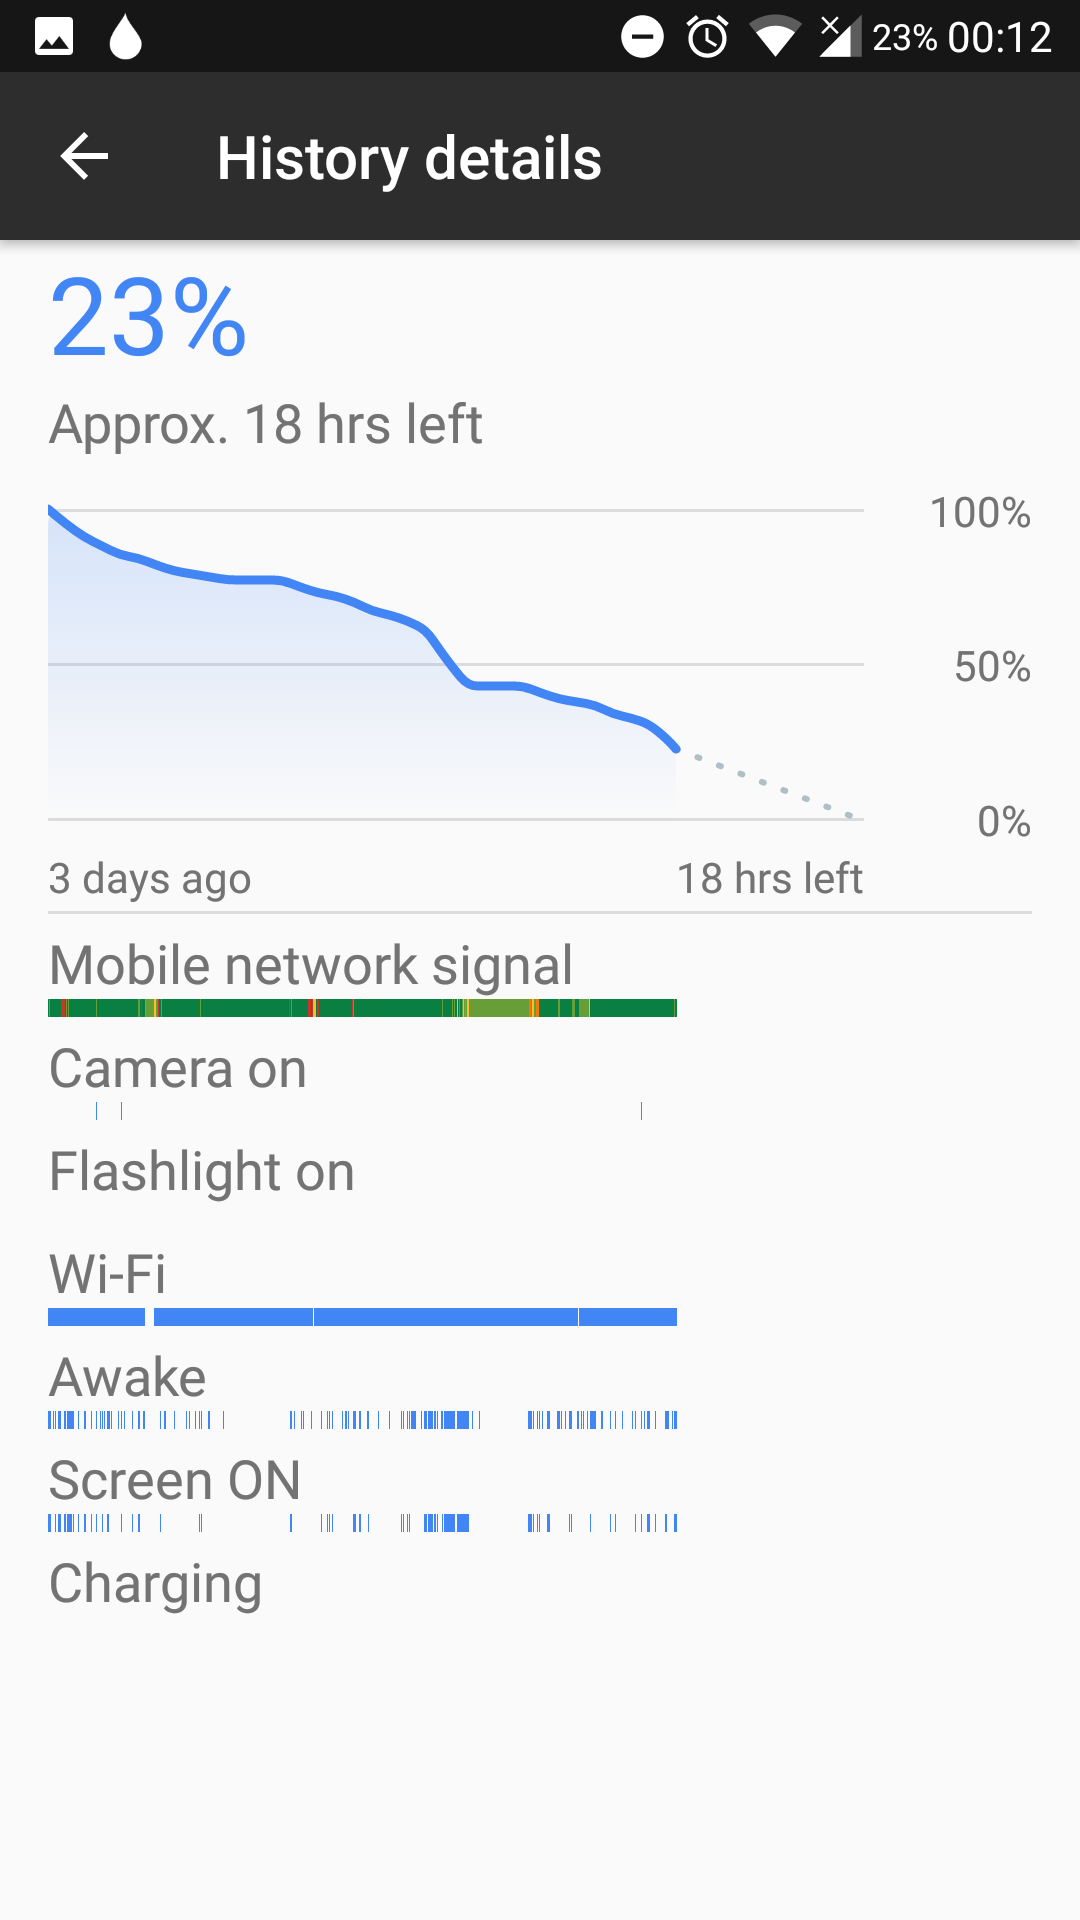 23% 00:12
History details
23%
Approx. 18 hrs left
100%
50%
0%
3 days ago 18 hrs left
Mobile network signal
Camera on
Flashlight on
Wi-Fi
Awake
Screen ON
Charging